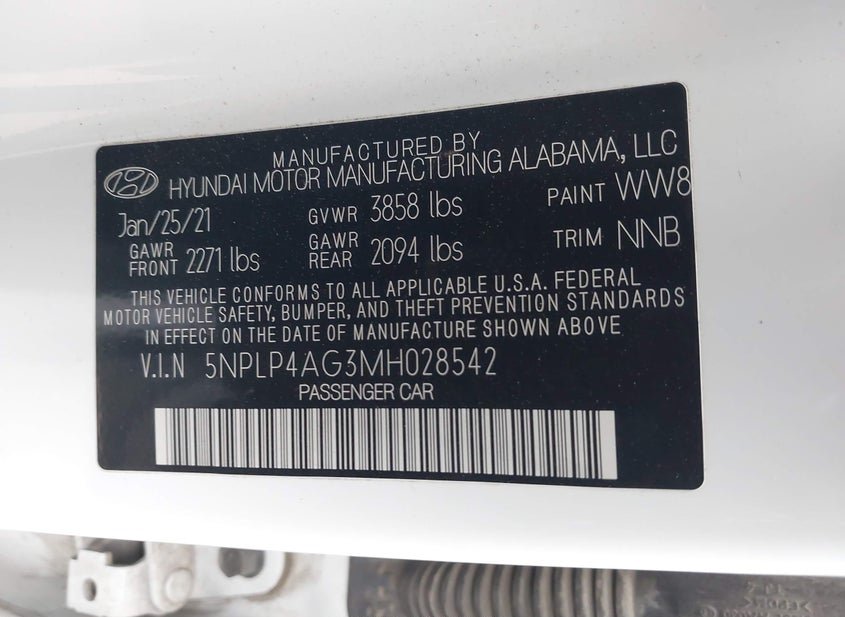 MANUFACTURED BY
HYUNDAI MOTOR MANUFACTURING ALABAMA, LLC
Jan/25/21 GVWR 3858 lbs PAINT WW8
GAWR FRONT 2271 lbs GAWR REAR 2094 lbs TRIM NNB
THIS VEHICLE CONFORMS TO ALL APPLICABLE U.S.A. FEDERAL
MOTOR VEHICLE SAFETY, BUMPER, AND THEFT PREVENTION STANDARDS
IN EFFECT ON THE DATE OF MANUFACTURE SHOWN ABOVE
V.I.N 5NPLP4AG3MH028542
PASSENGER CAR